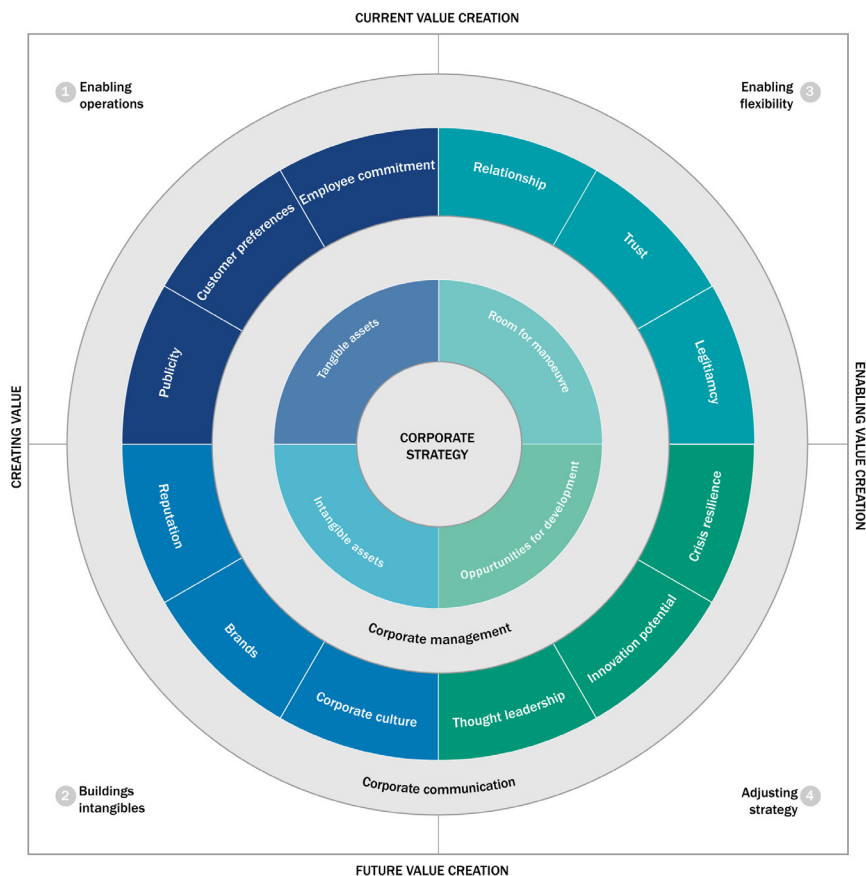 CURRENT VALUE CREATION
1 Enabling
operations
Enabling 3
flexibility
Employee commitment
Relationship
Customer preferences
Trust
Publicity
Legitiamcy
Tangible assets
Room for manoeuvre
CREATING VALUE
CORPORATE
STRATEGY
ENABLING VALUE CREATION
Intangible assets
Oppurtunities for development
Reputation
Crisis resilience
Brands
Innovation potential
Corporate management
Corporate culture
Thought leadership
Corporate communication
2 Buildings
intangibles
Adjusting 4
strategy
FUTURE VALUE CREATION